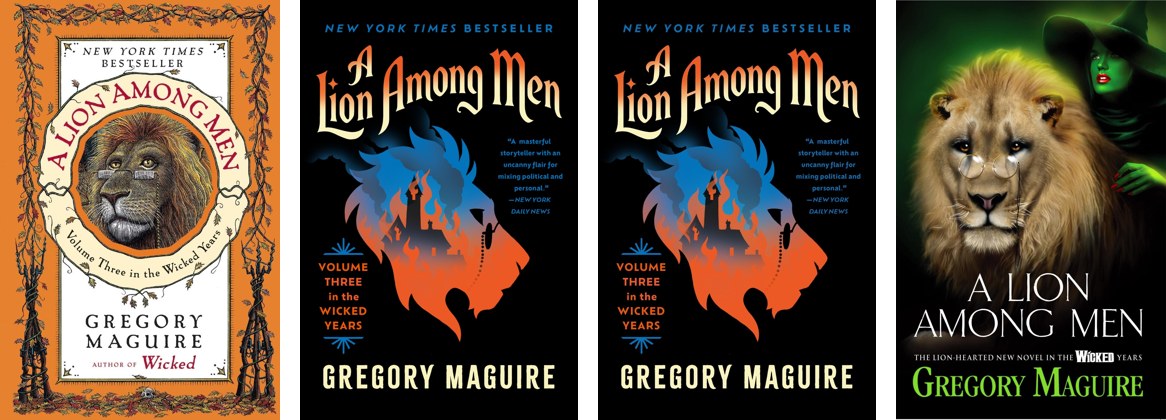 NEW YORK TIMES
BESTSELLER
A LION AMONG MEN
Volume Three in the Wicked Years
GREGORY
MAGUIRE
AUTHOR OF Wicked
NEW YORK TIMES BESTSELLER
A
Lion Among Men
"A masterful
storyteller with an
uncanny flair for
mixing political and
personal."
—NEW YORK
DAILY NEWS
VOLUME
THREE
in the
WICKED
YEARS
GREGORY MAGUIRE
NEW YORK TIMES BESTSELLER
A
Lion Among Men
"A masterful
storyteller with an
uncanny flair for
mixing political and
personal."
—NEW YORK
DAILY NEWS
VOLUME
THREE
in the
WICKED
YEARS
GREGORY MAGUIRE
A LION
AMONG MEN
THE LION-HEARTED NEW NOVEL IN THE WICKED YEARS
GREGORY MAGUIRE